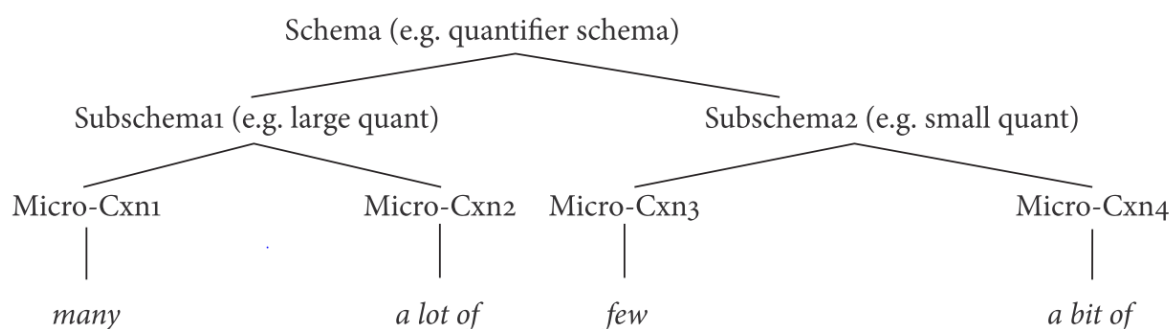 Schema (e.g. quantifier schema)
Subschema1 (e.g. large quant) Subschema2 (e.g. small quant)
Micro-Cxn1 Micro-Cxn2 Micro-Cxn3 Micro-Cxn4
many a lot of few a bit of